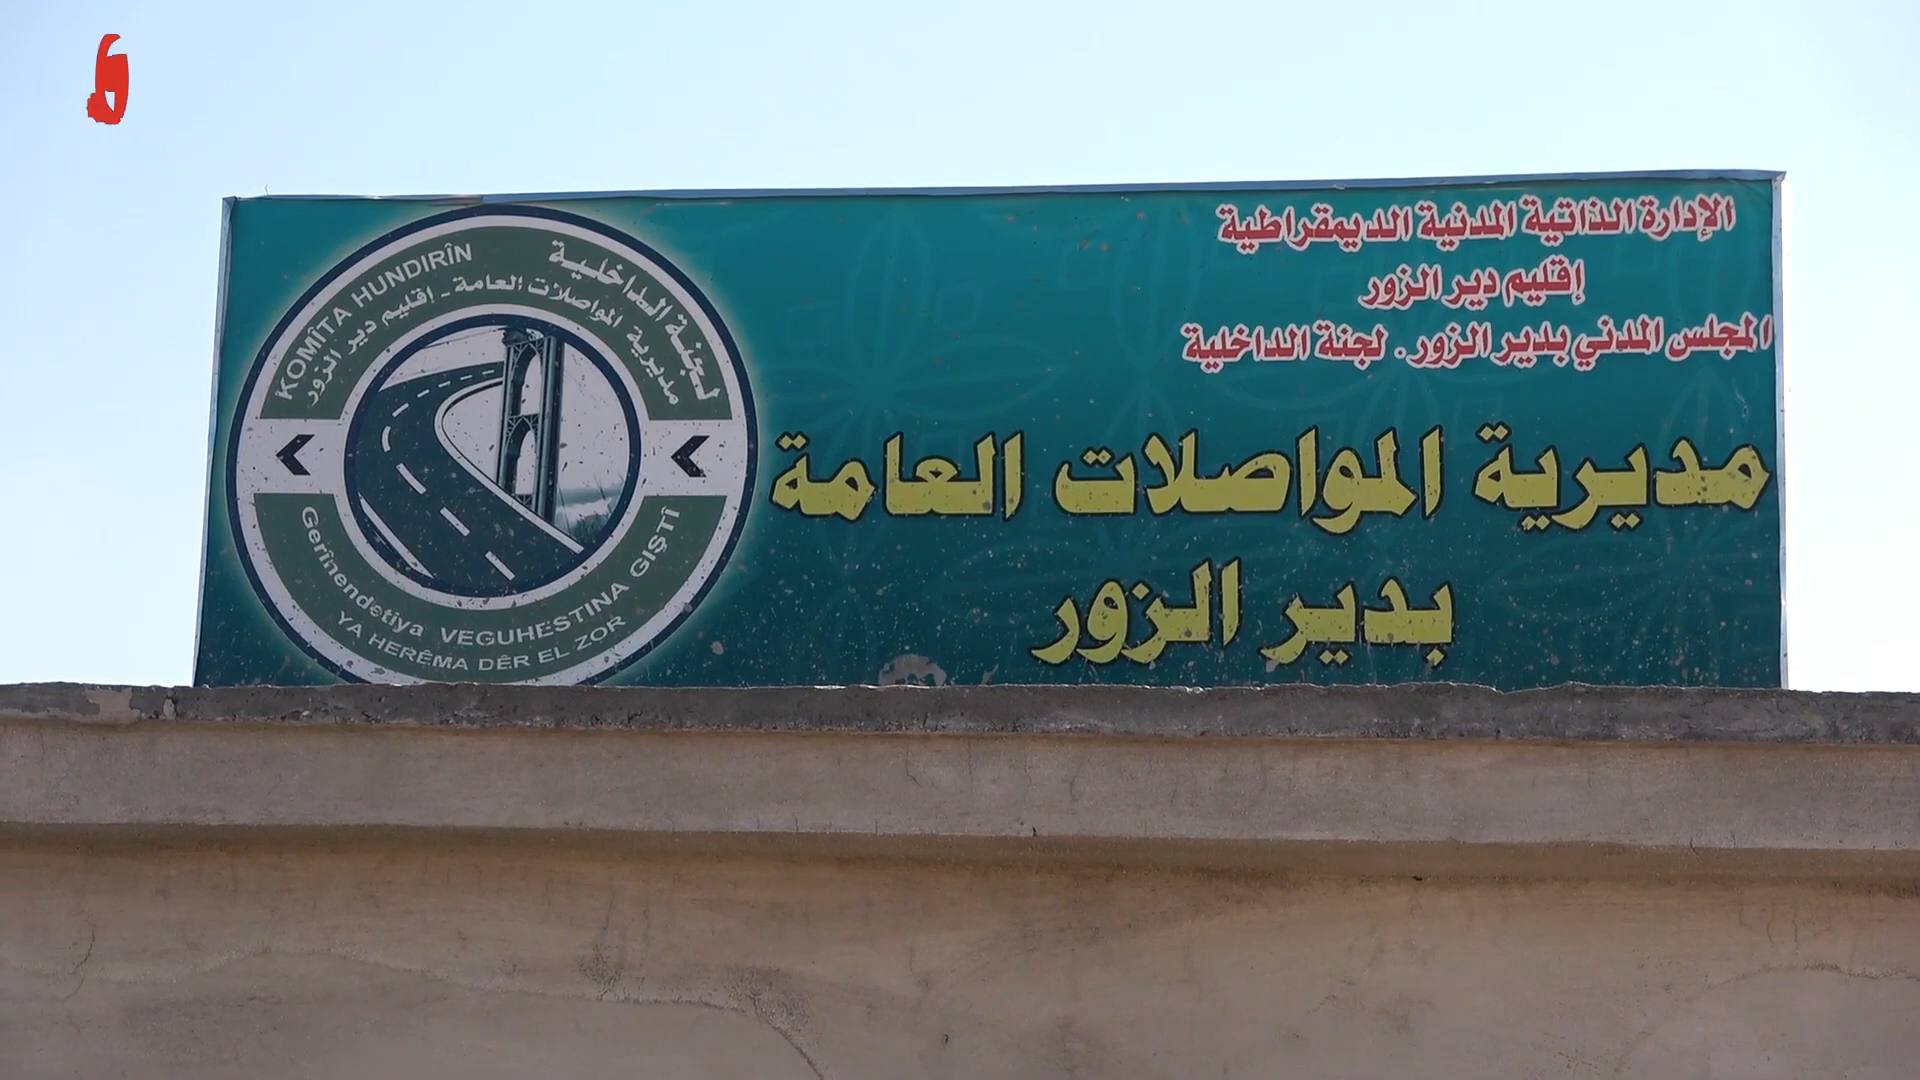 الإدارة الذاتية المدنية الديمقراطية
إقليم دير الزور
المجلس المدني بدير الزور. لجنة الداخلية
مديرية المواصلات العامة
بدير الزور
KOMÎTA HUNDIRÎN
لجنة الداخلية
مديرية المواصلات العامة - إقليم دير الزور
Gerînendetiya VEGUHESTINA GIŞTÎ
YA HERÊMA DÊR EL ZOR